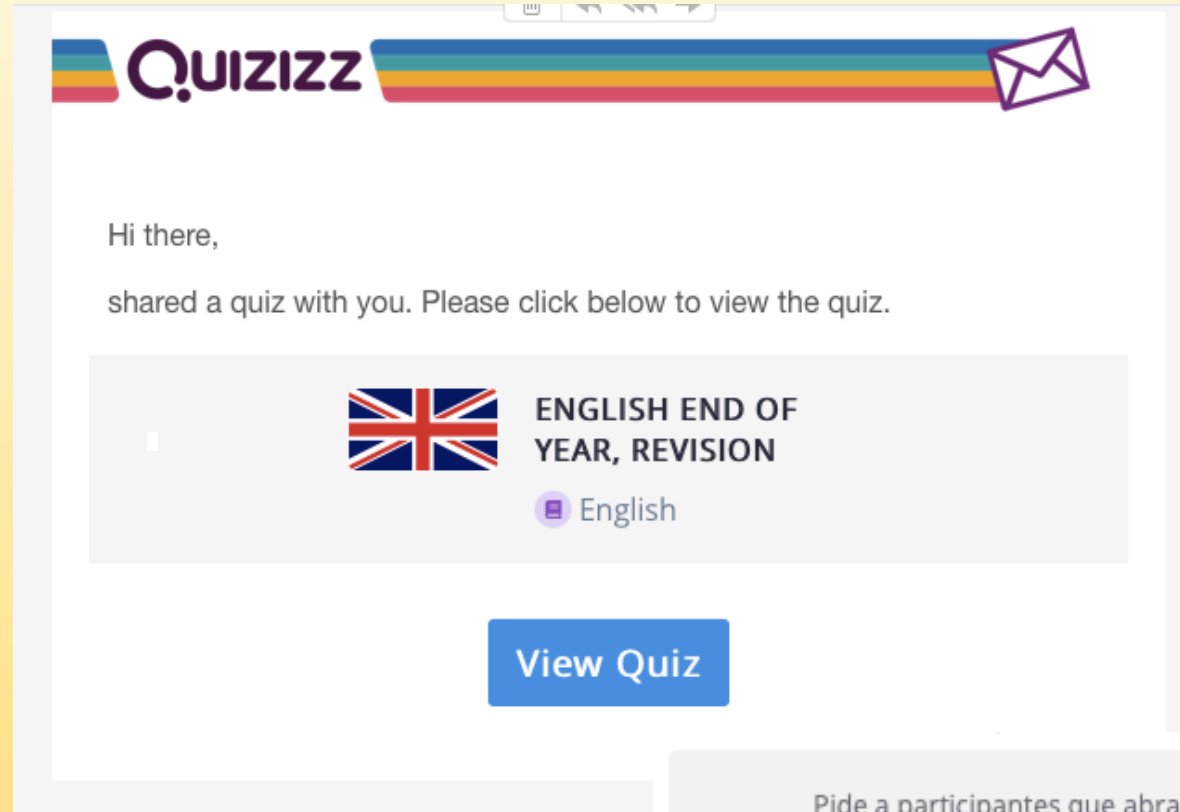 QUIZIZZ
Hi there,
shared a quiz with you. Please click below to view the quiz.
ENGLISH END OF
YEAR, REVISION
English
View Quiz
Pide a participantes que abra